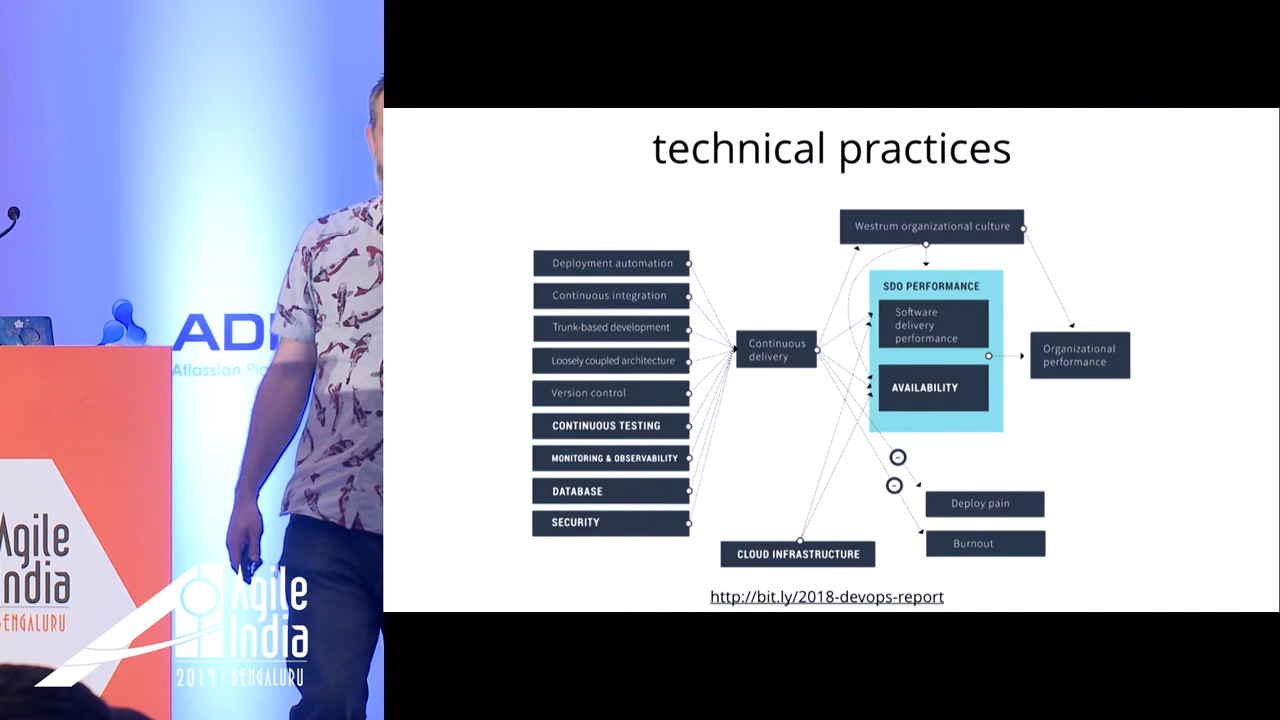 technical practices
Westrum organizational culture
Deployment automation
Continuous integration
Trunk-based development
Loosely coupled architecture
Version control
CONTINUOUS TESTING
MONITORING & OBSERVABILITY
DATABASE
SECURITY
Continuous
delivery
SDO PERFORMANCE
Software
delivery
performance
AVAILABILITY
Organizational
performance
Deploy pain
Burnout
CLOUD INFRASTRUCTURE
http://bit.ly/2018-devops-report
Atlassian
Agile
India
BENGALURU
Agile
India
2019 | BENGALURU